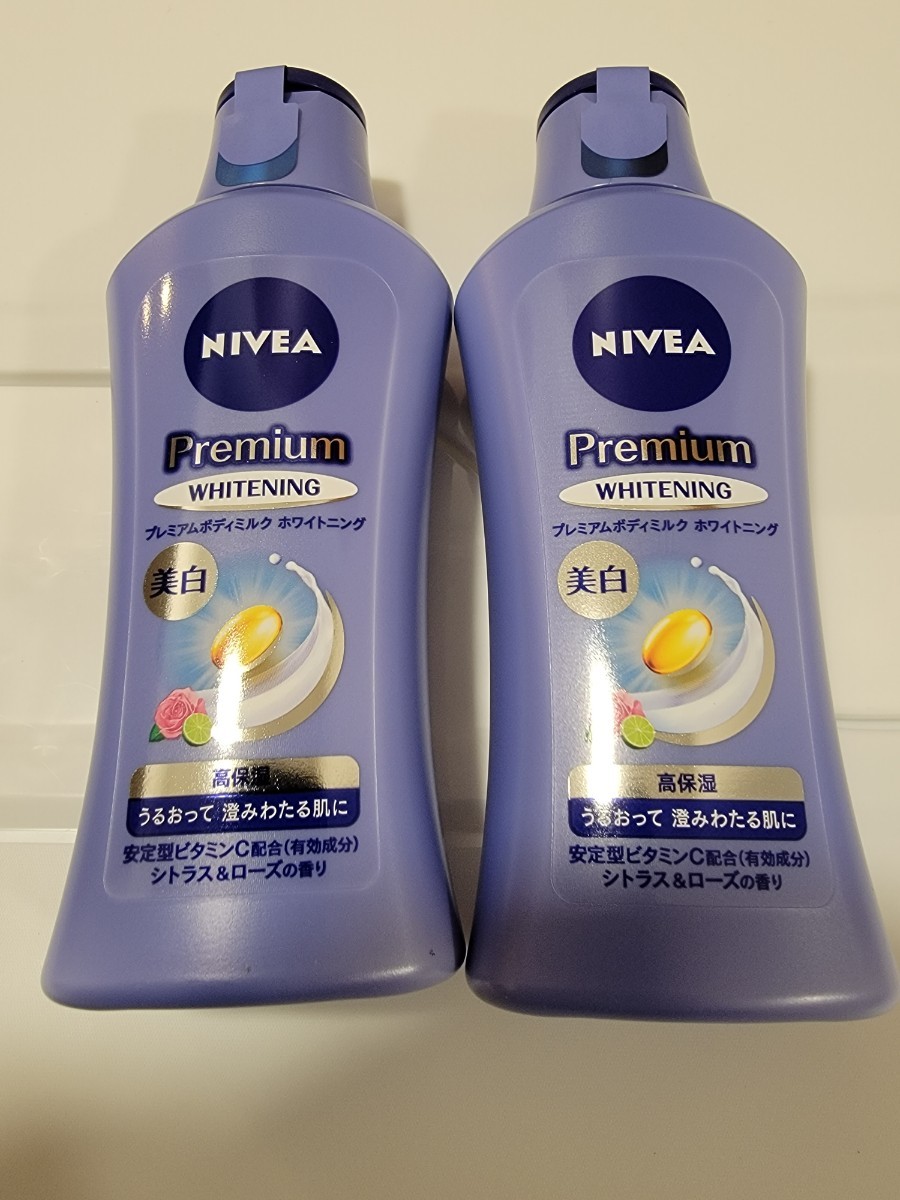 NIVEA
Premium
WHITENING
プレミアムボディミルク ホワイトニング
美白
高保湿
うるおって 澄みわたる肌に
安定型ビタミンC配合(有効成分)
シトラス&ローズの香り
NIVEA
Premium
WHITENING
プレミアムボディミルク ホワイトニング
美白
高保湿
うるおって 澄みわたる肌に
安定型ビタミンC配合(有効成分)
シトラス&ローズの香り